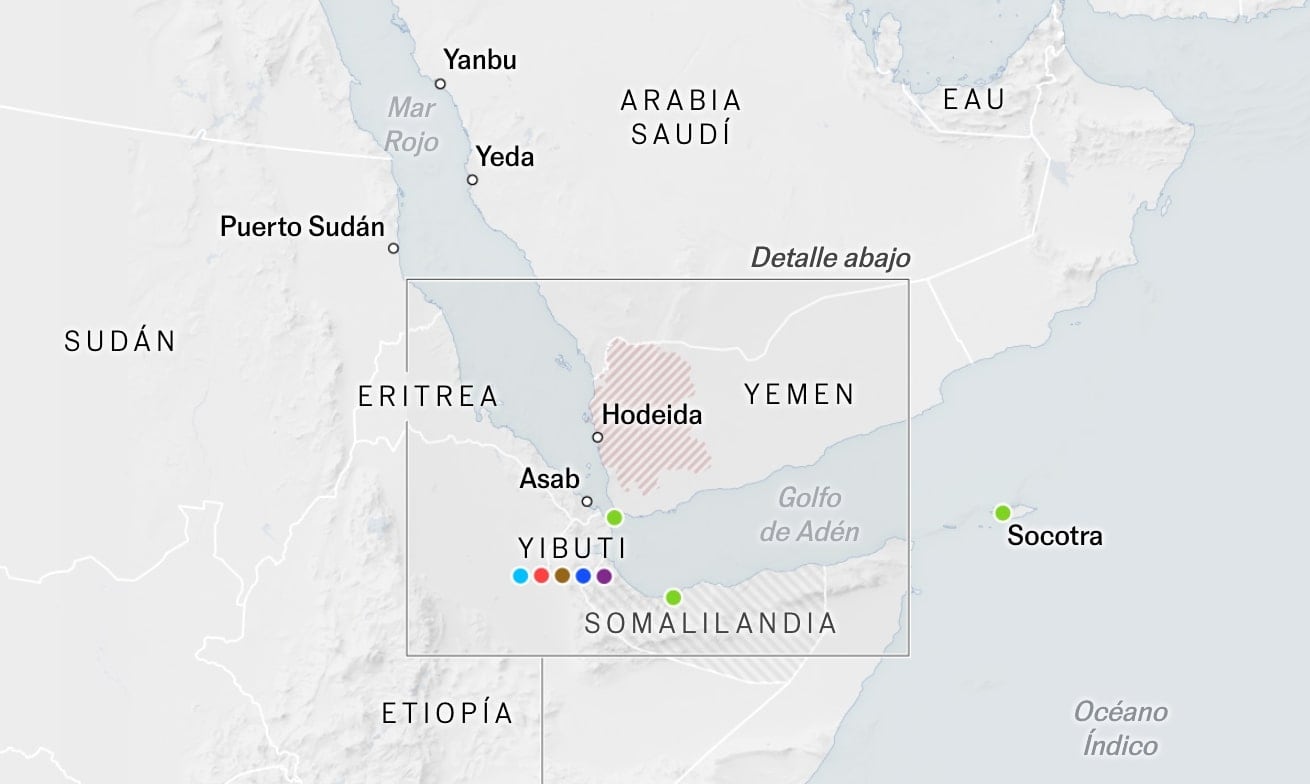 Yanbu
Mar
Rojo
ARABIA
SAUDÍ
EAU
Yeda
Puerto Sudán
Detalle abajo
SUDÁN
ERITREA
YEMEN
Hodeida
Asab
Golfo
de Adén
Socotra
YIBUTI
SOMALILANDIA
ETIOPÍA
Océano
Índico